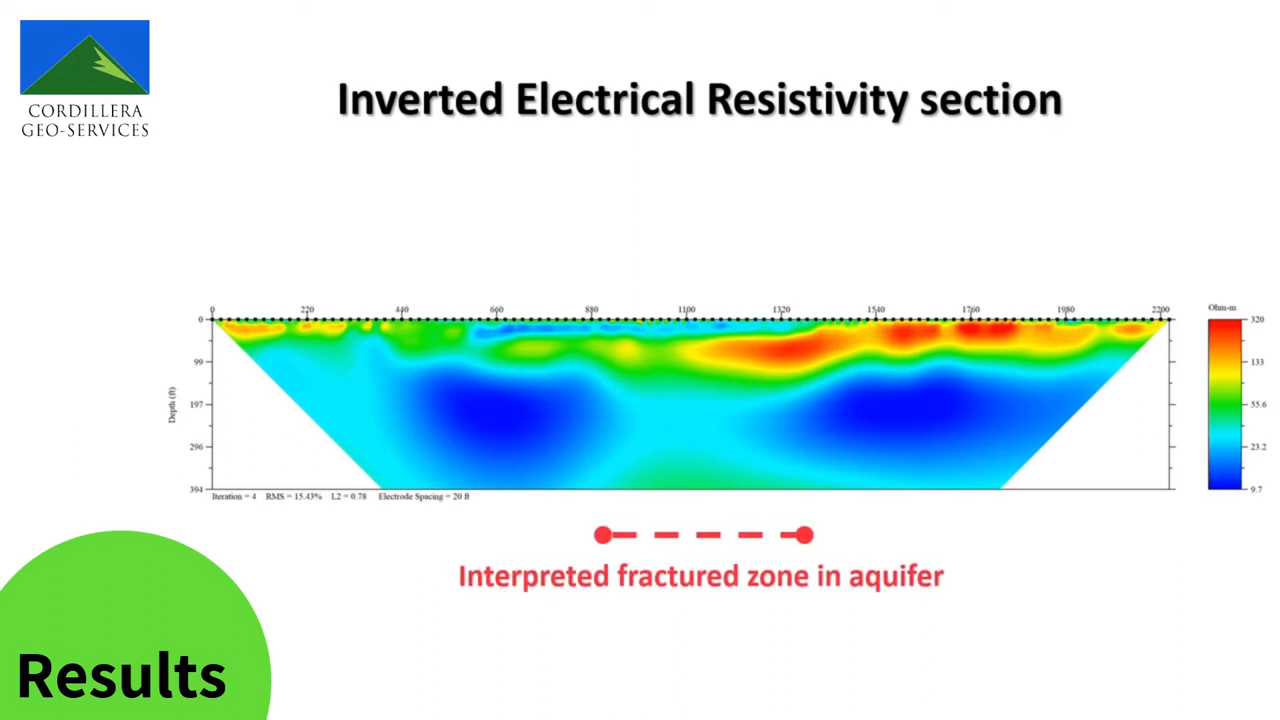 CORDILLERA
GEO-SERVICES
Inverted Electrical Resistivity section
0 220 440 660 880 1100 1320 1540 1760 1980 2200
Ohm-m
Depth (ft)
0
99
197
296
394
320
133
55.6
23.2
9.7
Iteration = 4 RMS = 15.43% L2 = 0.78 Electrode Spacing = 20 ft
Interpreted fractured zone in aquifer
Results